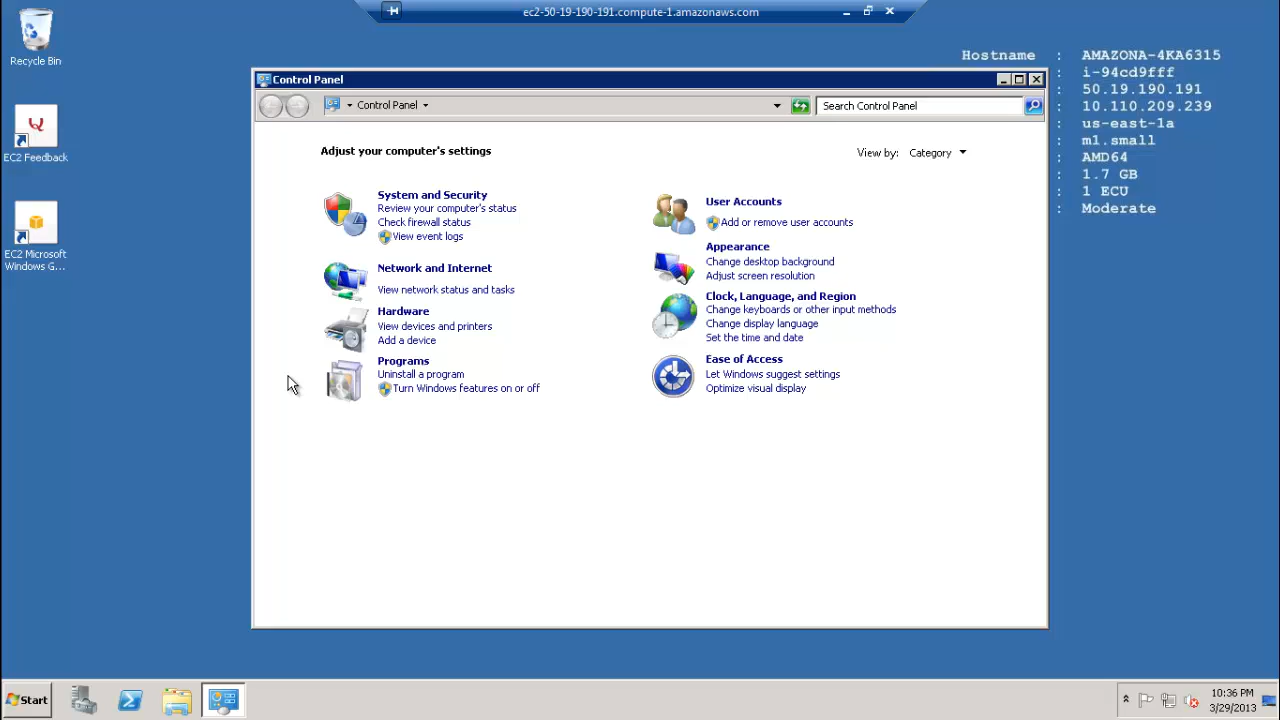 ec2-50-19-190-191.compute-1.amazonaws.com
Recycle Bin
EC2 Feedback
EC2 Microsoft
Windows G...
Hostname : AMAZONA-4KA6315
: i-94cd9fff
: 50.19.190.191
: 10.110.209.239
: us-east-1a
: m1.small
: AMD64
: 1.7 GB
: 1 ECU
: Moderate
Control Panel
Control Panel
Search Control Panel
Adjust your computer's settings
View by: Category
System and Security
Review your computer's status
Check firewall status
View event logs
Network and Internet
View network status and tasks
Hardware
View devices and printers
Add a device
Programs
Uninstall a program
Turn Windows features on or off
User Accounts
Add or remove user accounts
Appearance
Change desktop background
Adjust screen resolution
Clock, Language, and Region
Change keyboards or other input methods
Change display language
Set the time and date
Ease of Access
Let Windows suggest settings
Optimize visual display
Start
10:36 PM
3/29/2013